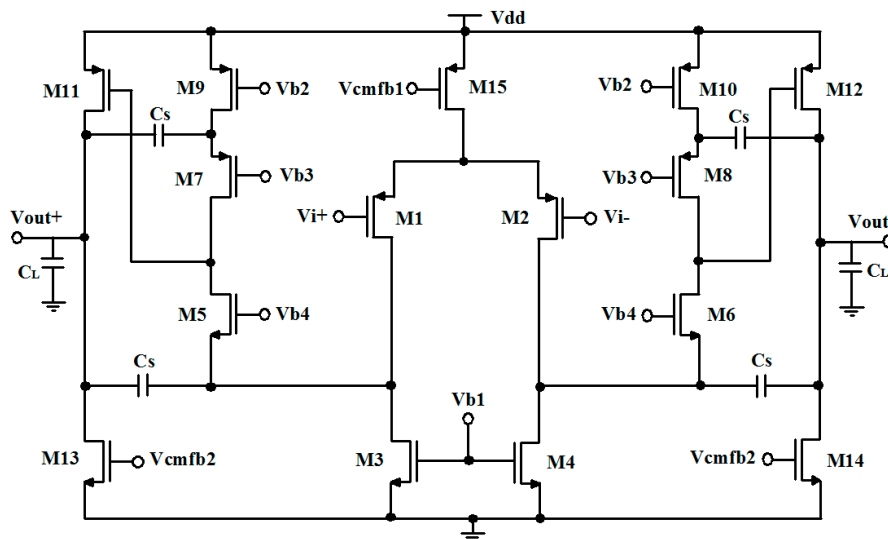 Vdd
M11
M9
Vb2
Vcmfb1
M15
Vb2
M10
M12
Cs
Cs
M7
Vb3
Vb3
M8
Vout+
Vi+
M1
M2
Vi-
Vout
CL
CL
M5
Vb4
Vb4
M6
Cs
Cs
Vb1
M13
Vcmfb2
M3
M4
Vcmfb2
M14